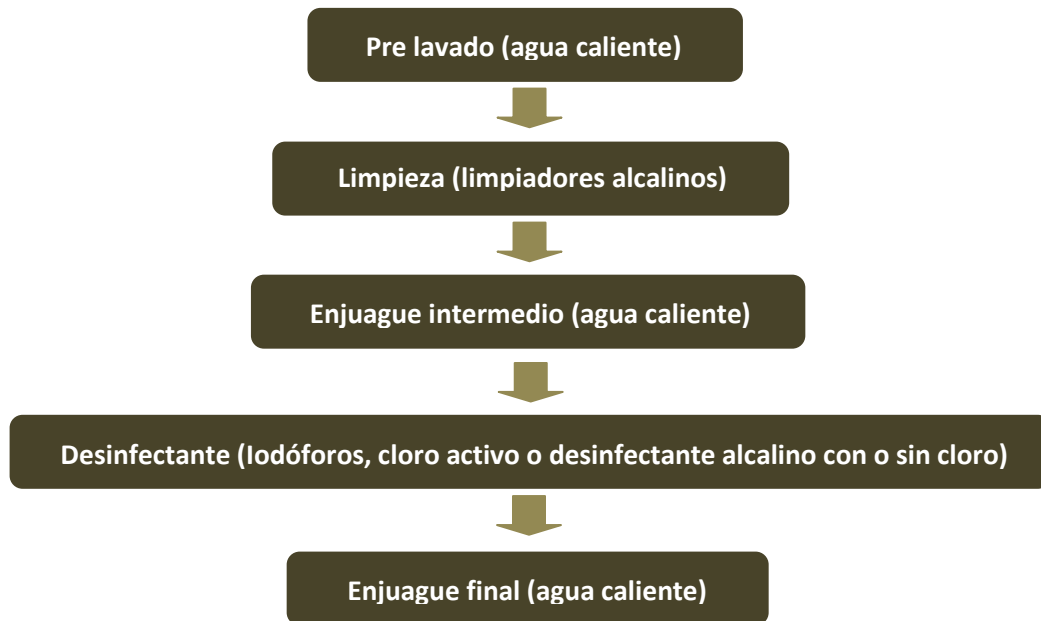 Pre lavado (agua caliente)
Limpieza (limpiadores alcalinos)
Enjuague intermedio (agua caliente)
Desinfectante (Iodóforos, cloro activo o desinfectante alcalino con o sin cloro)
Enjuague final (agua caliente)